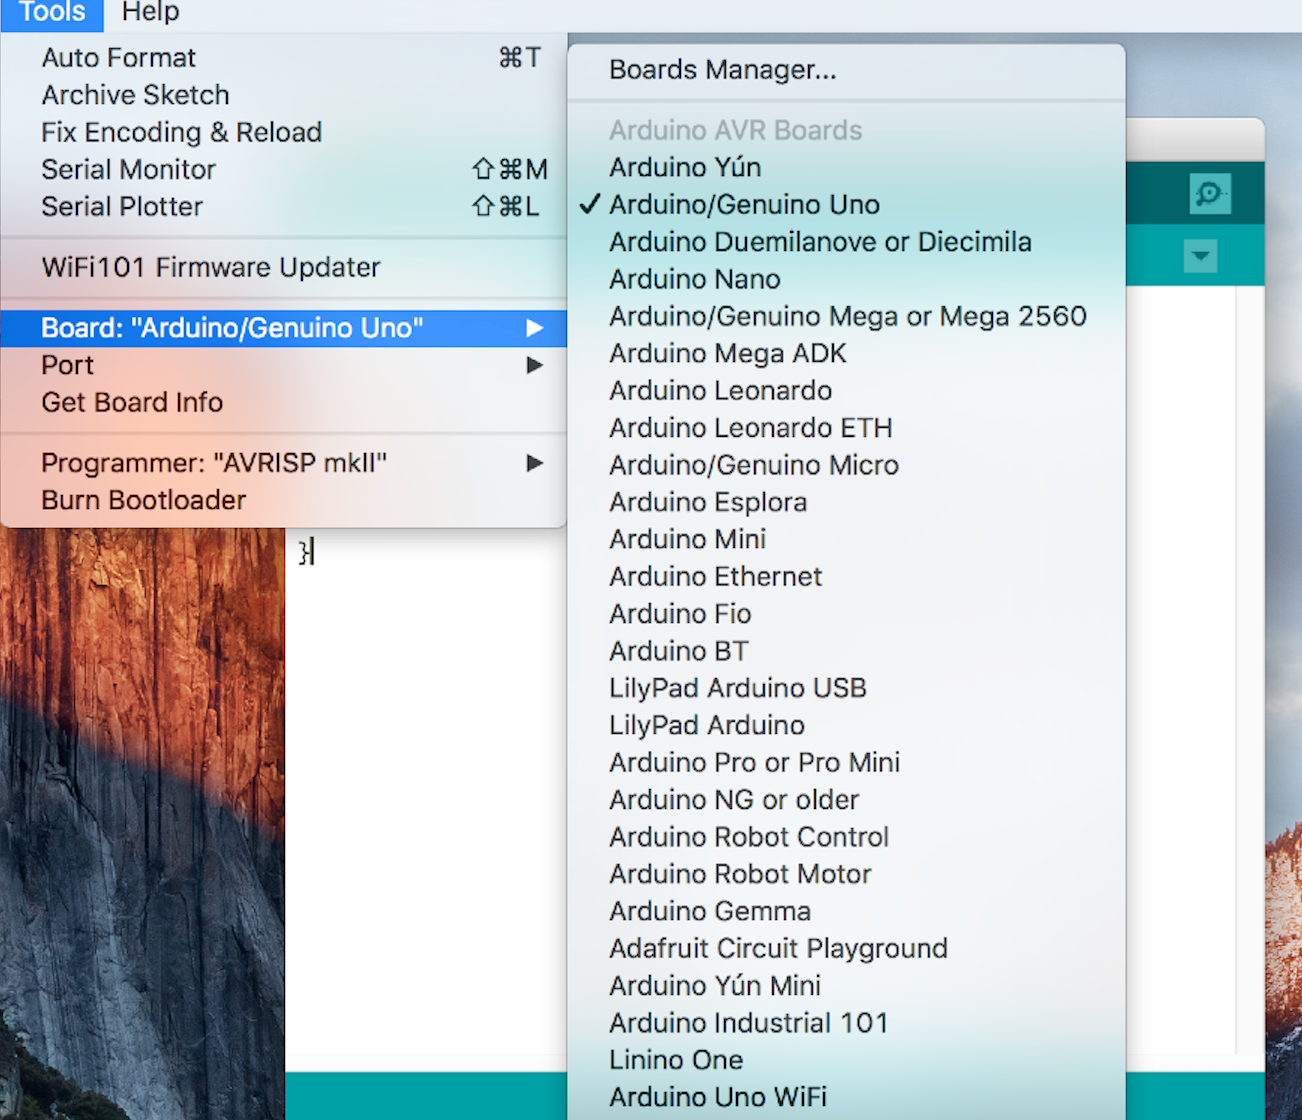 Tools Help
Auto Format ⌘T
Archive Sketch
Fix Encoding & Reload
Serial Monitor ⇧⌘M
Serial Plotter ⇧⌘L
WiFi101 Firmware Updater
Board: "Arduino/Genuino Uno" ▶
Port ▶
Get Board Info
Programmer: "AVRISP mkII" ▶
Burn Bootloader
}
Boards Manager...
Arduino AVR Boards
Arduino Yún
✓ Arduino/Genuino Uno
Arduino Duemilanove or Diecimila
Arduino Nano
Arduino/Genuino Mega or Mega 2560
Arduino Mega ADK
Arduino Leonardo
Arduino Leonardo ETH
Arduino/Genuino Micro
Arduino Esplora
Arduino Mini
Arduino Ethernet
Arduino Fio
Arduino BT
LilyPad Arduino USB
LilyPad Arduino
Arduino Pro or Pro Mini
Arduino NG or older
Arduino Robot Control
Arduino Robot Motor
Arduino Gemma
Adafruit Circuit Playground
Arduino Yún Mini
Arduino Industrial 101
Linino One
Arduino Uno WiFi